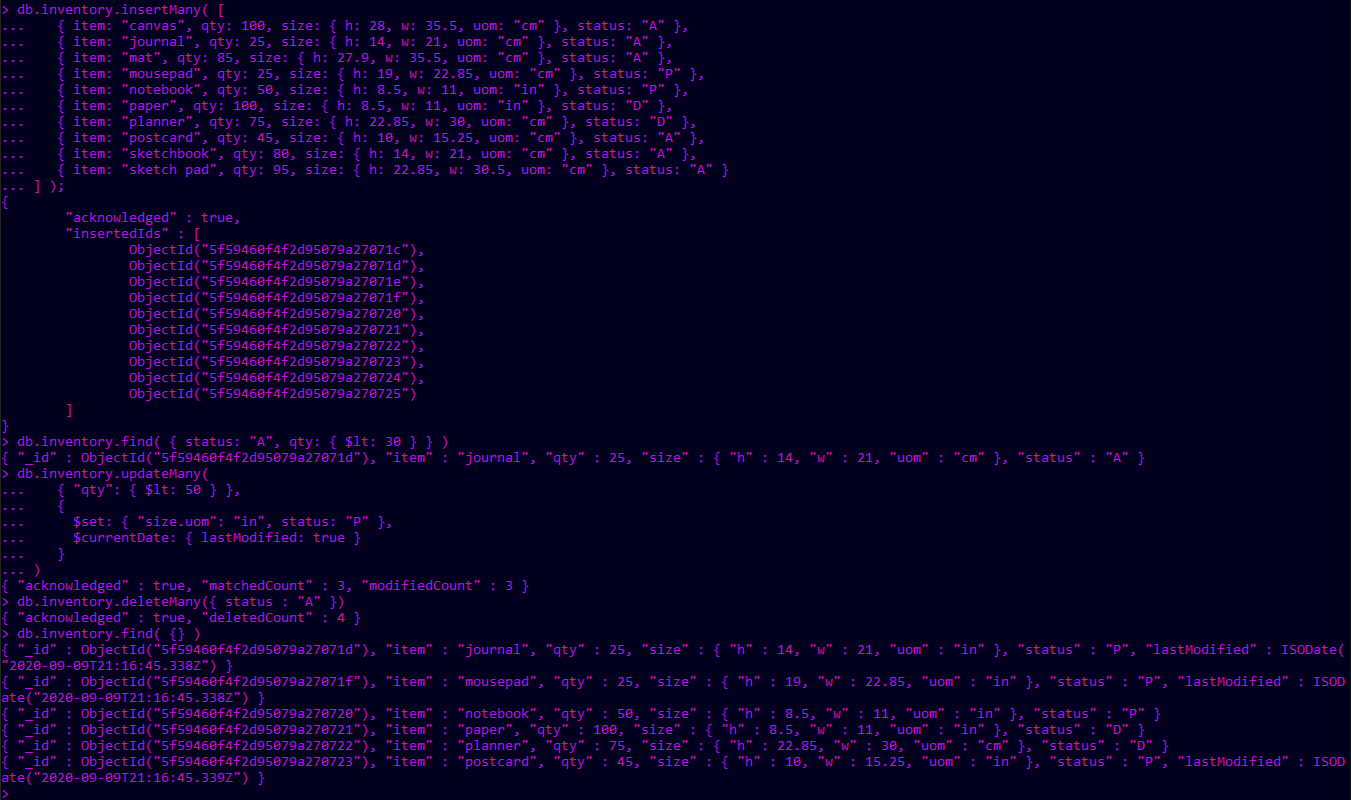 > db.inventory.insertMany( [
...    { item: "canvas", qty: 100, size: { h: 28, w: 35.5, uom: "cm" }, status: "A" },
...    { item: "journal", qty: 25, size: { h: 14, w: 21, uom: "cm" }, status: "A" },
...    { item: "mat", qty: 85, size: { h: 27.9, w: 35.5, uom: "cm" }, status: "A" },
...    { item: "mousepad", qty: 25, size: { h: 19, w: 22.85, uom: "cm" }, status: "P" },
...    { item: "notebook", qty: 50, size: { h: 8.5, w: 11, uom: "in" }, status: "P" },
...    { item: "paper", qty: 100, size: { h: 8.5, w: 11, uom: "in" }, status: "D" },
...    { item: "planner", qty: 75, size: { h: 22.85, w: 30, uom: "cm" }, status: "D" },
...    { item: "postcard", qty: 45, size: { h: 10, w: 15.25, uom: "cm" }, status: "A" },
...    { item: "sketchbook", qty: 80, size: { h: 14, w: 21, uom: "cm" }, status: "A" },
...    { item: "sketch pad", qty: 95, size: { h: 22.85, w: 30.5, uom: "cm" }, status: "A" }
... ] );
{
        "acknowledged" : true,
        "insertedIds" : [
                ObjectId("5f59460f4f2d95079a27071c"),
                ObjectId("5f59460f4f2d95079a27071d"),
                ObjectId("5f59460f4f2d95079a27071e"),
                ObjectId("5f59460f4f2d95079a27071f"),
                ObjectId("5f59460f4f2d95079a270720"),
                ObjectId("5f59460f4f2d95079a270721"),
                ObjectId("5f59460f4f2d95079a270722"),
                ObjectId("5f59460f4f2d95079a270723"),
                ObjectId("5f59460f4f2d95079a270724"),
                ObjectId("5f59460f4f2d95079a270725")
        ]
}
> db.inventory.find( { status: "A", qty: { $lt: 30 } } )
{ "_id" : ObjectId("5f59460f4f2d95079a27071d"), "item" : "journal", "qty" : 25, "size" : { "h" : 14, "w" : 21, "uom" : "cm" }, "status" : "A" }
> db.inventory.updateMany(
...    { "qty": { $lt: 50 } },
...    {
...      $set: { "size.uom": "in", status: "P" },
...      $currentDate: { lastModified: true }
...    }
... )
{ "acknowledged" : true, "matchedCount" : 3, "modifiedCount" : 3 }
> db.inventory.deleteMany({ status : "A" })
{ "acknowledged" : true, "deletedCount" : 4 }
> db.inventory.find( {} )
{ "_id" : ObjectId("5f59460f4f2d95079a27071d"), "item" : "journal", "qty" : 25, "size" : { "h" : 14, "w" : 21, "uom" : "in" }, "status" : "P", "lastModified" : ISODate(
"2020-09-09T21:16:45.338Z") }
{ "_id" : ObjectId("5f59460f4f2d95079a27071f"), "item" : "mousepad", "qty" : 25, "size" : { "h" : 19, "w" : 22.85, "uom" : "in" }, "status" : "P", "lastModified" : ISOD
ate("2020-09-09T21:16:45.338Z") }
{ "_id" : ObjectId("5f59460f4f2d95079a270720"), "item" : "notebook", "qty" : 50, "size" : { "h" : 8.5, "w" : 11, "uom" : "in" }, "status" : "P" }
{ "_id" : ObjectId("5f59460f4f2d95079a270721"), "item" : "paper", "qty" : 100, "size" : { "h" : 8.5, "w" : 11, "uom" : "in" }, "status" : "D" }
{ "_id" : ObjectId("5f59460f4f2d95079a270722"), "item" : "planner", "qty" : 75, "size" : { "h" : 22.85, "w" : 30, "uom" : "cm" }, "status" : "D" }
{ "_id" : ObjectId("5f59460f4f2d95079a270723"), "item" : "postcard", "qty" : 45, "size" : { "h" : 10, "w" : 15.25, "uom" : "in" }, "status" : "P", "lastModified" : ISOD
ate("2020-09-09T21:16:45.339Z") }
>